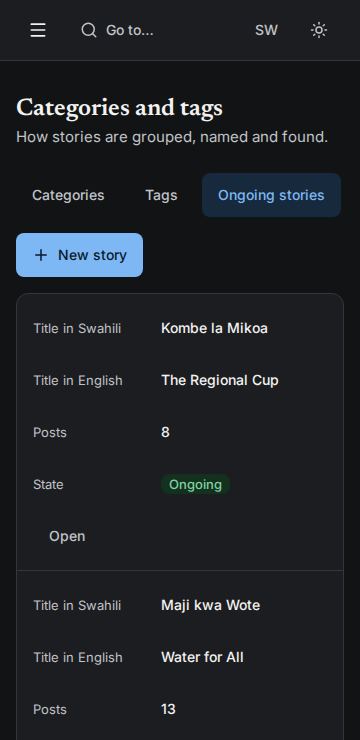 Go to...
SW
Categories and tags
How stories are grouped, named and found.
Categories
Tags
Ongoing stories
New story
Title in Swahili
Kombe la Mikoa
Title in English
The Regional Cup
Posts
8
State
Ongoing
Open
Title in Swahili
Maji kwa Wote
Title in English
Water for All
Posts
13